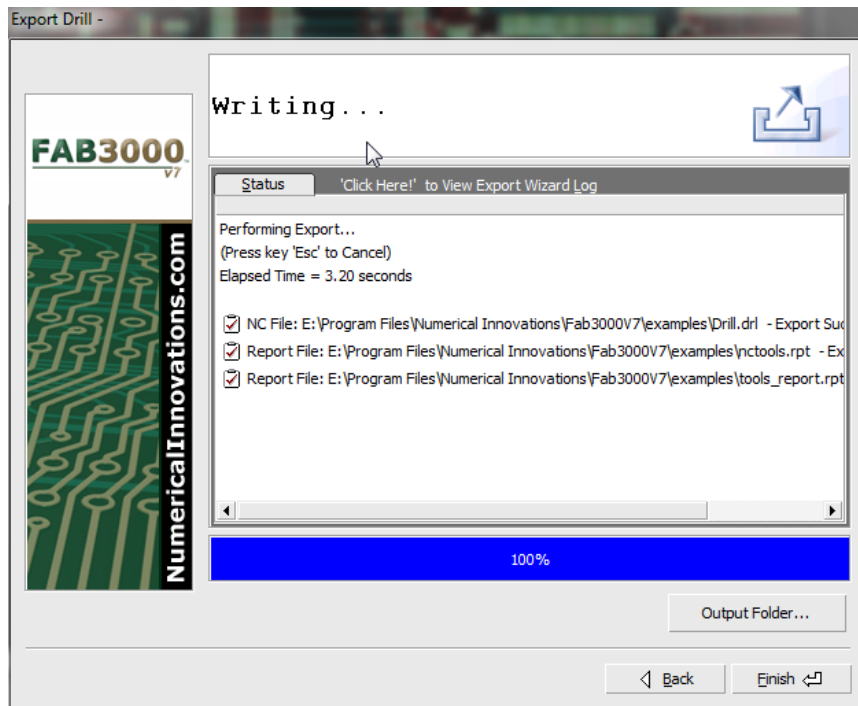 Export Drill -
Writing...
FAB3000
V7
Status 'Click Here!' to View Export Wizard Log
Performing Export...
(Press key 'Esc' to Cancel)
Elapsed Time = 3.20 seconds
NC File: E:\Program Files\Numerical Innovations\Fab3000V7\examples\Drill.drl - Export Suc
Report File: E:\Program Files\Numerical Innovations\Fab3000V7\examples\nctools.rpt - Ex
Report File: E:\Program Files\Numerical Innovations\Fab3000V7\examples\tools_report.rpt
NumericalInnovations.com
100%
Output Folder...
Back
Finish